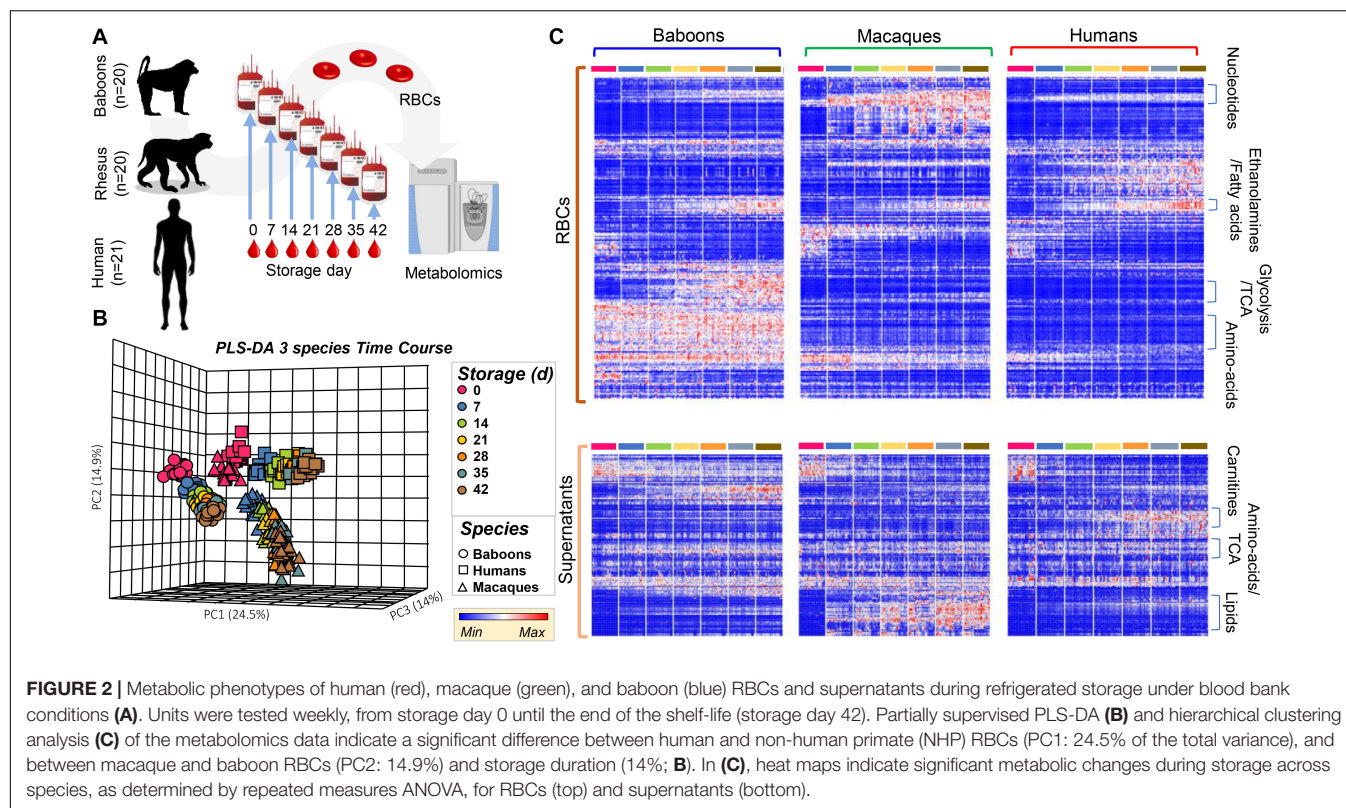 A
Baboons
(n=20)
Rhesus
(n=20)
Human
(n=21)
RBCs
0 7 14 21 28 35 42
Storage day
Metabolomics
B
PLS-DA 3 species Time Course
PC2 (14.9%)
PC1 (24.5%)
PC3 (14%)
Storage (d)
0
7
14
21
28
35
42
Species
Baboons
Humans
Macaques
Min Max
C
Baboons Macaques Humans
RBCs
Nucleotides
Ethanolamines
/Fatty acids
Glycolysis
/TCA
Amino-acids
Supernatants
Carnitines
Amino-acids/
TCA
Lipids
FIGURE 2 | Metabolic phenotypes of human (red), macaque (green), and baboon (blue) RBCs and supernatants during refrigerated storage under blood bank
conditions (A). Units were tested weekly, from storage day 0 until the end of the shelf-life (storage day 42). Partially supervised PLS-DA (B) and hierarchical clustering
analysis (C) of the metabolomics data indicate a significant difference between human and non-human primate (NHP) RBCs (PC1: 24.5% of the total variance), and
between macaque and baboon RBCs (PC2: 14.9%) and storage duration (14%; B). In (C), heat maps indicate significant metabolic changes during storage across
species, as determined by repeated measures ANOVA, for RBCs (top) and supernatants (bottom).